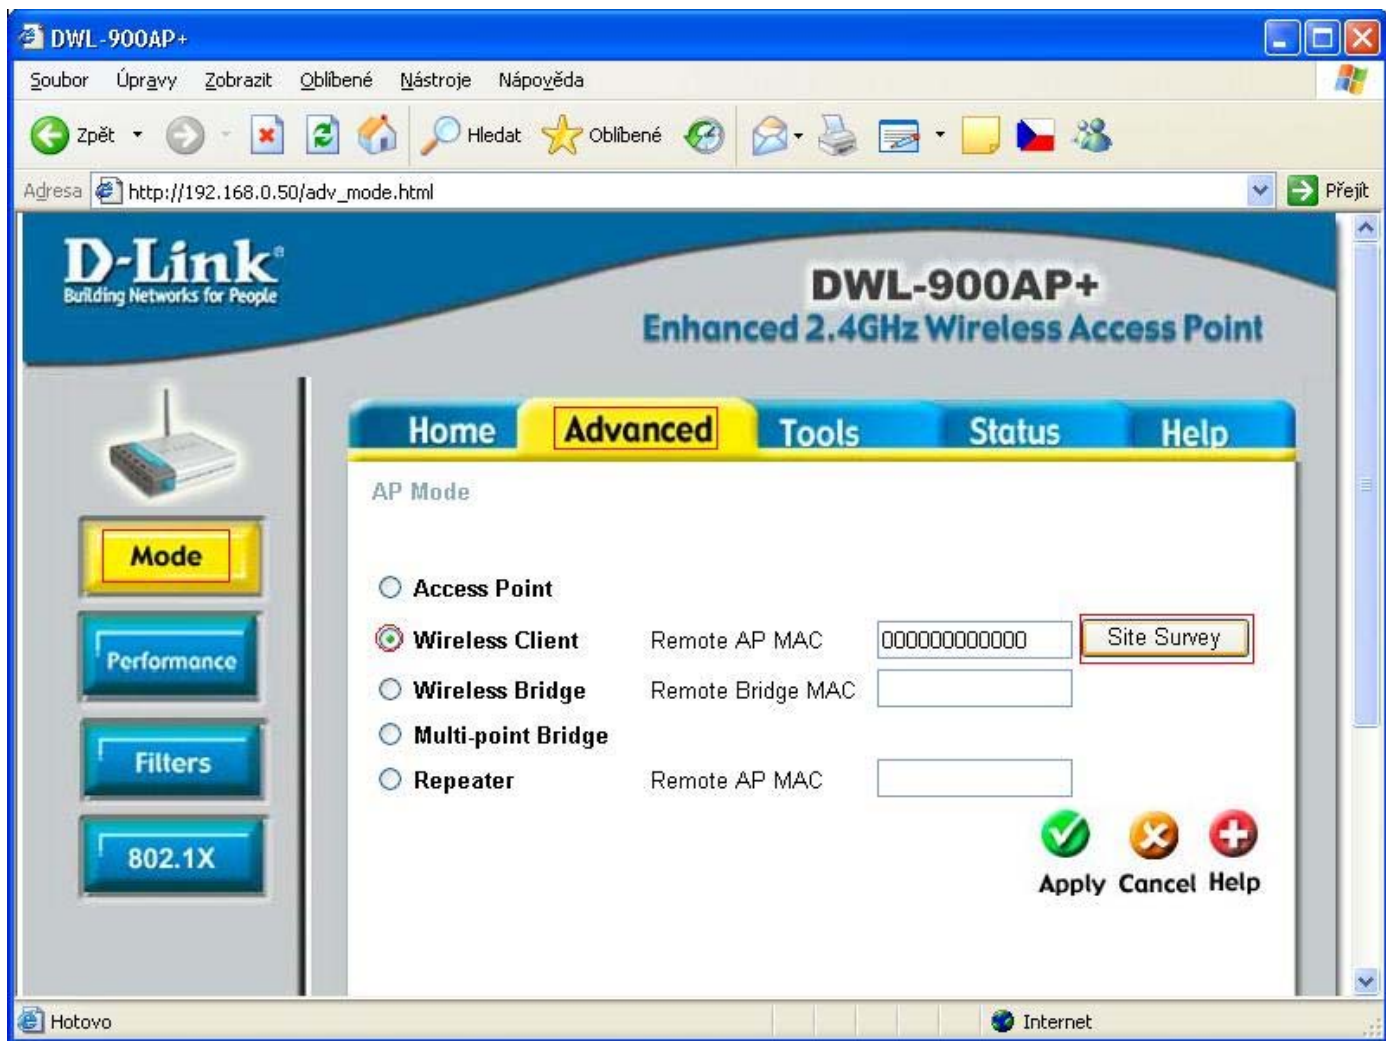 DWL-900AP+
Soubor Úpravy Zobrazit Oblíbené Nástroje Nápověda
Zpět Hledat Oblíbené
Adresa http://192.168.0.50/adv_mode.html Přejít
D-Link
Building Networks for People
DWL-900AP+
Enhanced 2.4GHz Wireless Access Point
Home Advanced Tools Status Help
AP Mode
Mode
Access Point
Wireless Client Remote AP MAC 000000000000 Site Survey
Performance
Wireless Bridge Remote Bridge MAC
Multi-point Bridge
Filters
Repeater Remote AP MAC
802.1X
Apply Cancel Help
Hotovo Internet